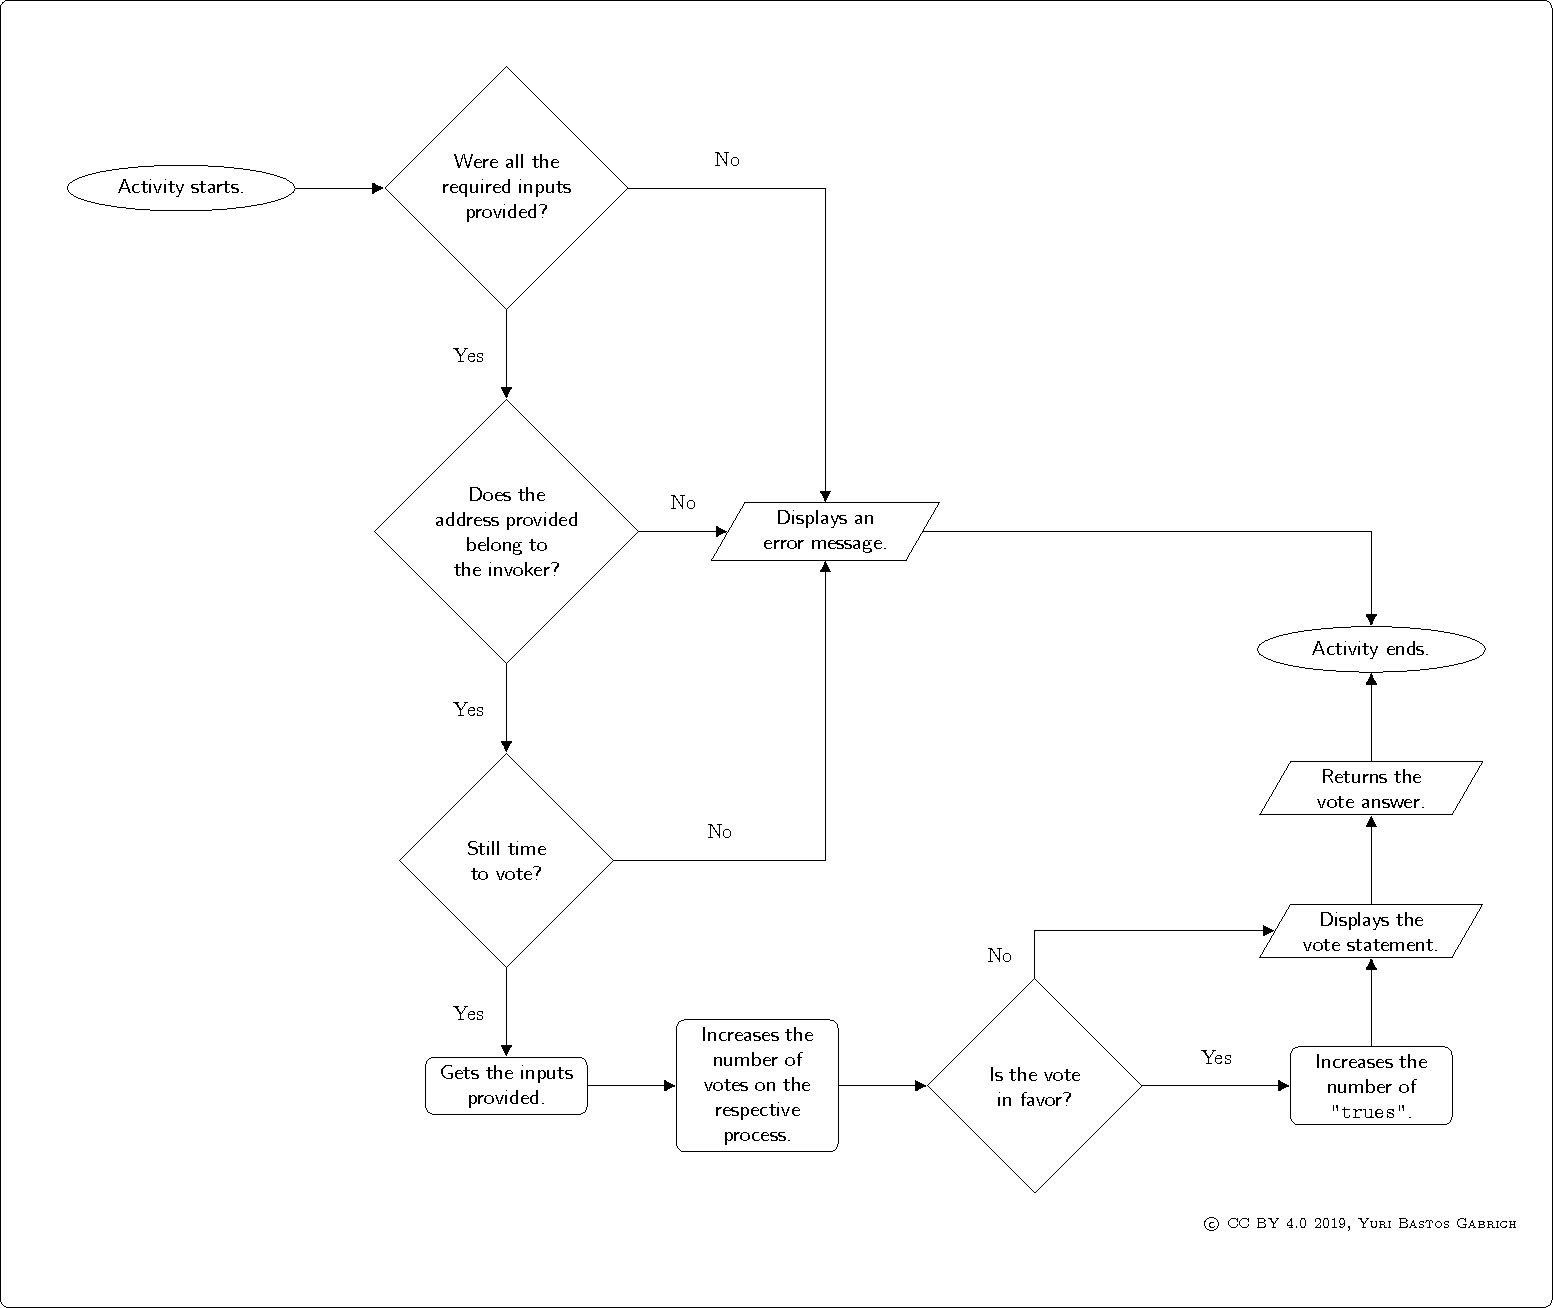 Activity starts.
Were all the
required inputs
provided?
No
Yes
Does the
address provided
belong to
the invoker?
No
Displays an
error message.
Activity ends.
Yes
Still time
to vote?
No
Returns the
vote answer.
Displays the
vote statement.
No
Yes
Gets the inputs
provided.
Increases the
number of
votes on the
respective
process.
Is the vote
in favor?
Yes
Increases the
number of
"trues".
© CC BY 4.0 2019, Yuri Bastos Gabrich